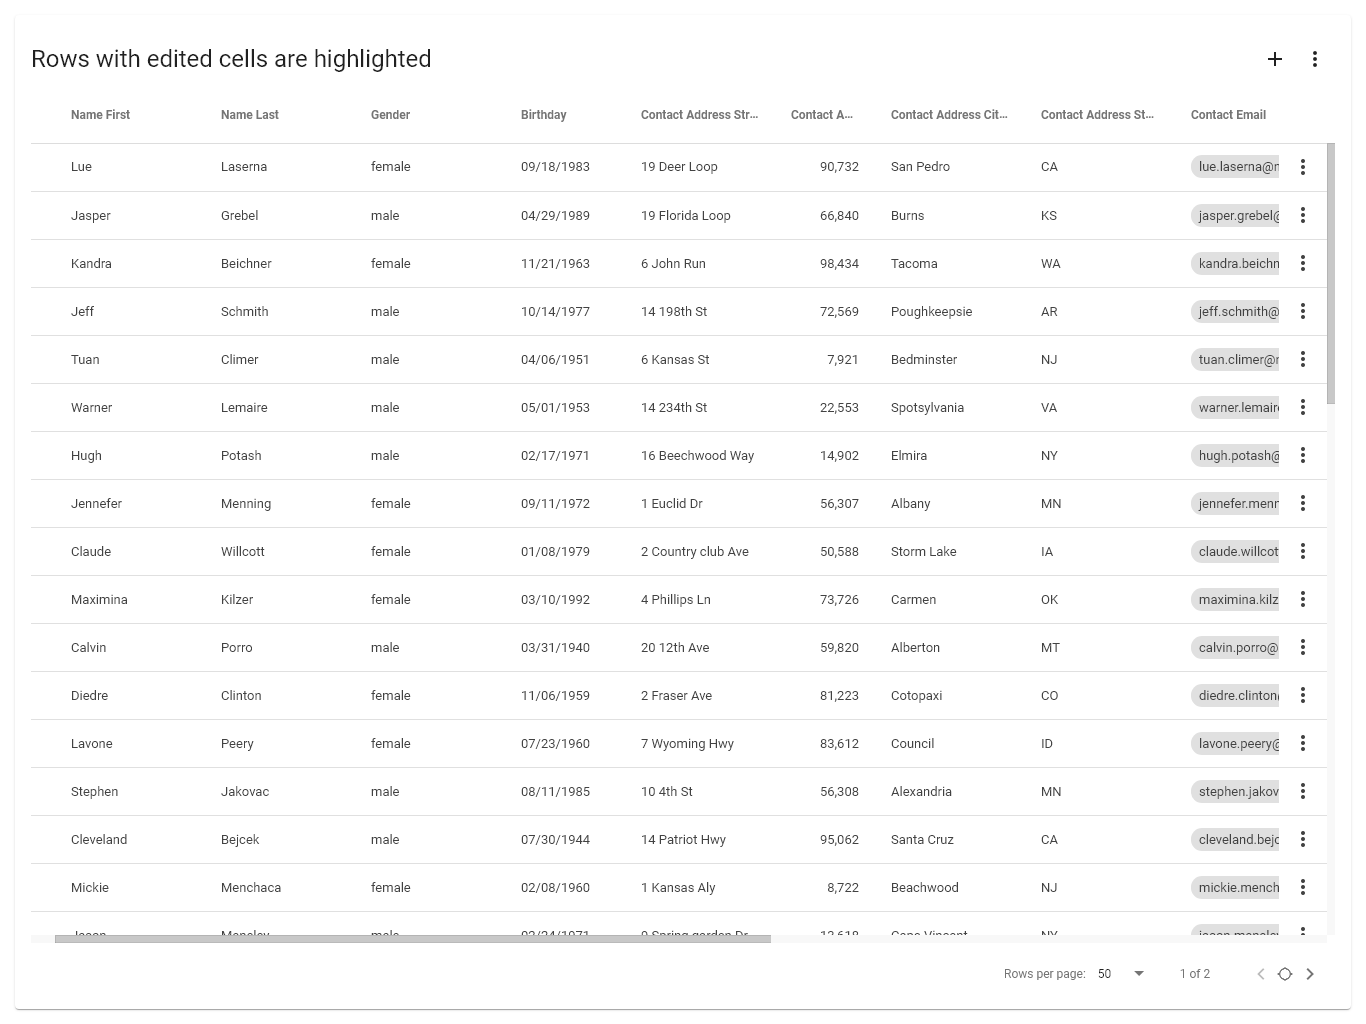 Rows with edited cells are highlighted
Name First Name Last Gender Birthday Contact Address Str... Contact A... Contact Address Cit... Contact Address St... Contact Email
Lue Laserna female 09/18/1983 19 Deer Loop 90,732 San Pedro CA lue.laserna@
Jasper Grebel male 04/29/1989 19 Florida Loop 66,840 Burns KS jasper.grebel@
Kandra Beichner female 11/21/1963 6 John Run 98,434 Tacoma WA kandra.beichn
Jeff Schmith male 10/14/1977 14 198th St 72,569 Poughkeepsie AR jeff.schmith@
Tuan Climer male 04/06/1951 6 Kansas St 7,921 Bedminster NJ tuan.climer@
Warner Lemaire male 05/01/1953 14 234th St 22,553 Spotsylvania VA warner.lemaire
Hugh Potash male 02/17/1971 16 Beechwood Way 14,902 Elmira NY hugh.potash@
Jennefer Menning female 09/11/1972 1 Euclid Dr 56,307 Albany MN jennefer.menn
Claude Willcott female 01/08/1979 2 Country club Ave 50,588 Storm Lake IA claude.willcot
Maximina Kilzer female 03/10/1992 4 Phillips Ln 73,726 Carmen OK maximina.kilz
Calvin Porro male 03/31/1940 20 12th Ave 59,820 Alberton MT calvin.porro@
Diedre Clinton female 11/06/1959 2 Fraser Ave 81,223 Cotopaxi CO diedre.clinton
Lavone Peery female 07/23/1960 7 Wyoming Hwy 83,612 Council ID lavone.peery@
Stephen Jakovac male 08/11/1985 10 4th St 56,308 Alexandria MN stephen.jakov
Cleveland Bejcek male 07/30/1944 14 Patriot Hwy 95,062 Santa Cruz CA cleveland.bejc
Mickie Menchaca female 02/08/1960 1 Kansas Aly 8,722 Beachwood NJ mickie.mench
Rows per page: 50 1 of 2